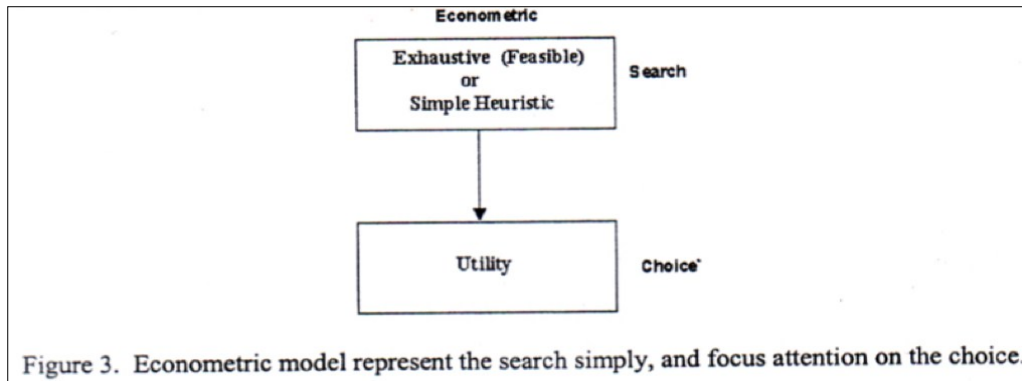 Econometric
Exhaustive (Feasible)
or
Simple Heuristic
Search
Utility
Choice
Figure 3. Econometric model represent the search simply, and focus attention on the choice.